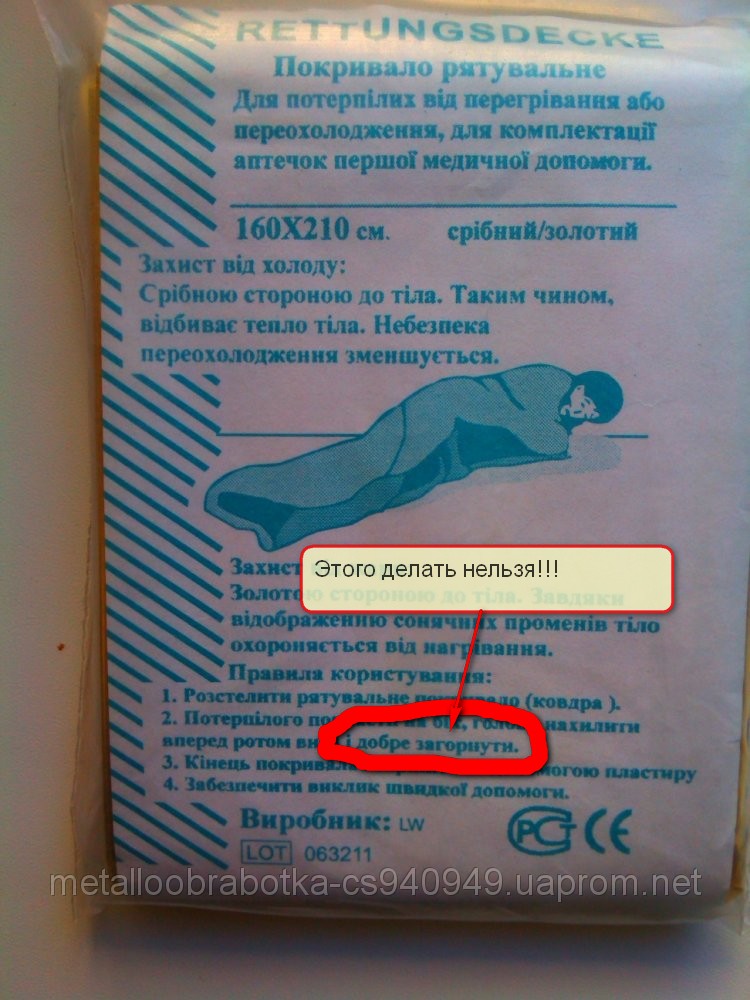 RETTUNGSDECKE
Покривало рятувальне
Для потерпілих від перегрівання або
переохолодження, для комплектації
аптечок першої медичної допомоги.
160X210 см. срібний/золотий
Захист від холоду:
Срібною стороною до тіла. Таким чином,
відбиває тепло тіла. Небезпека
переохолодження зменшується.
Этого делать нельзя!!!
Захист
Золотою стороною до тіла. Завдяки
відображенню сонячних променів тіло
охороняється від нагрівання.
Правила користування:
1. Розстелити рятувальне покривало (ковдра ).
2. Потерпілого нахилити
вперед ротом і добре загорнути.
3. Кінець пластиру
4. Забезпечити виклик швидкої допомоги.
Виробник: LW
LOT 063211
РСТ CE
metalloobrabotka-cs940949.uaprom.net